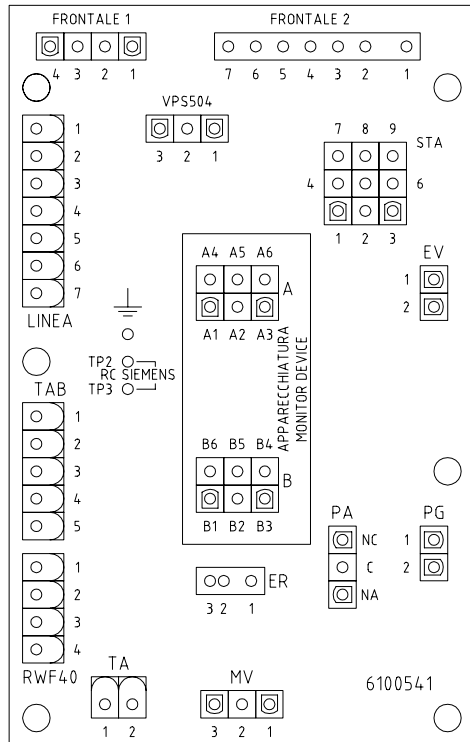 FRONTALE 1
FRONTALE 2
4 3 2 1
7 6 5 4 3 2 1
VPS504
3 2 1
1
2
3
4
5
6
7
LINEA
7 8 9
STA
4 6
1 2 3
EV
1
2
A4 A5 A6
A
A1 A2 A3
APPARECCHIATURA
MONITOR DEVICE
TP2
RC SIEMENS
TP3
TAB
1
2
3
4
5
B6 B5 B4
B
B1 B2 B3
PA
NC
C
NA
PG
1
2
ER
3 2 1
1
2
3
4
RWF40
TA
1 2
MV
3 2 1
6100541